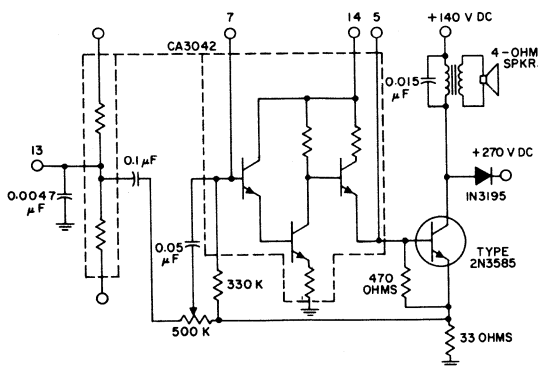 7
14
5
+140 V DC
CA3042
4-OHM
SPKR.
0.015
μF
13
0.1 μF
+270 V DC
0.0047
μF
1N3195
0.05
μF
TYPE
2N3585
330 K
470
OHMS
500 K
33 OHMS